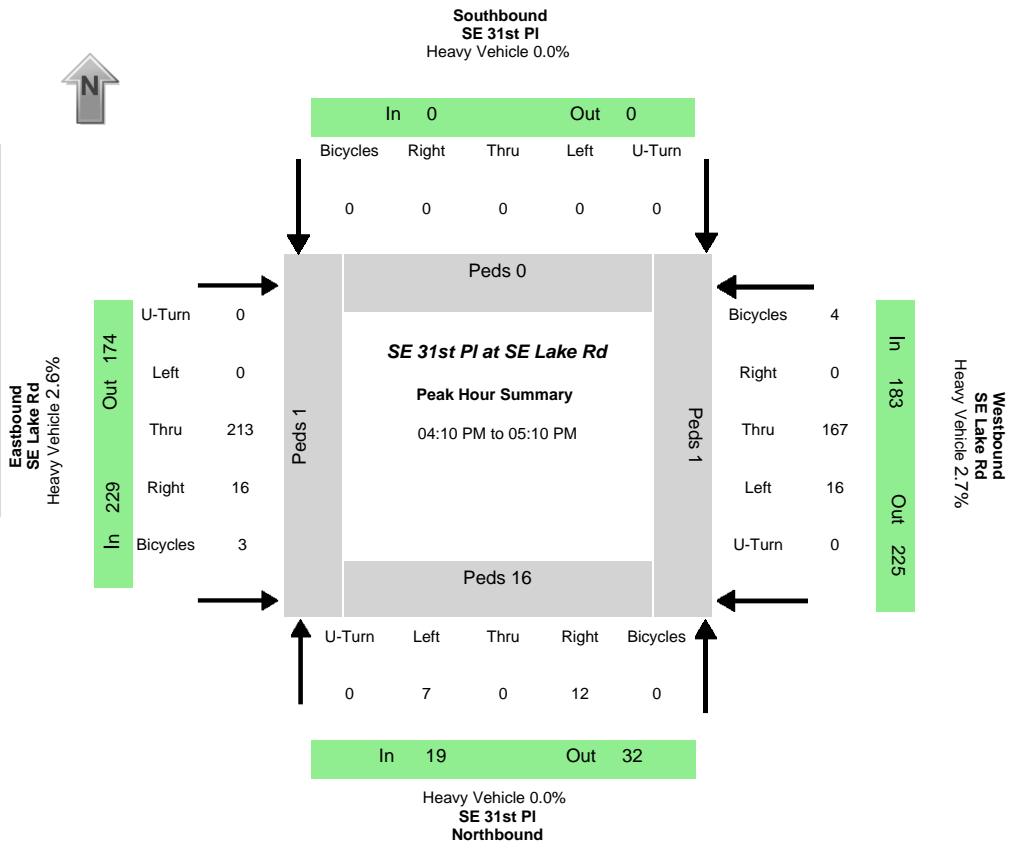 Southbound
SE 31st Pl
Heavy Vehicle 0.0%
N
In 0 Out 0
Bicycles Right Thru Left U-Turn
0 0 0 0 0
Peds 0
Eastbound
SE Lake Rd
Heavy Vehicle 2.6%
In 229 Out 174
U-Turn 0
Left 0
Thru 213
Right 16
Bicycles 3
Peds 1
SE 31st Pl at SE Lake Rd
Peak Hour Summary
04:10 PM to 05:10 PM
Peds 1
Bicycles 4
Right 0
Thru 167
Left 16
U-Turn 0
In 183 Out 225
Westbound
SE Lake Rd
Heavy Vehicle 2.7%
Peds 16
U-Turn Left Thru Right Bicycles
0 7 0 12 0
In 19 Out 32
Heavy Vehicle 0.0%
SE 31st Pl
Northbound